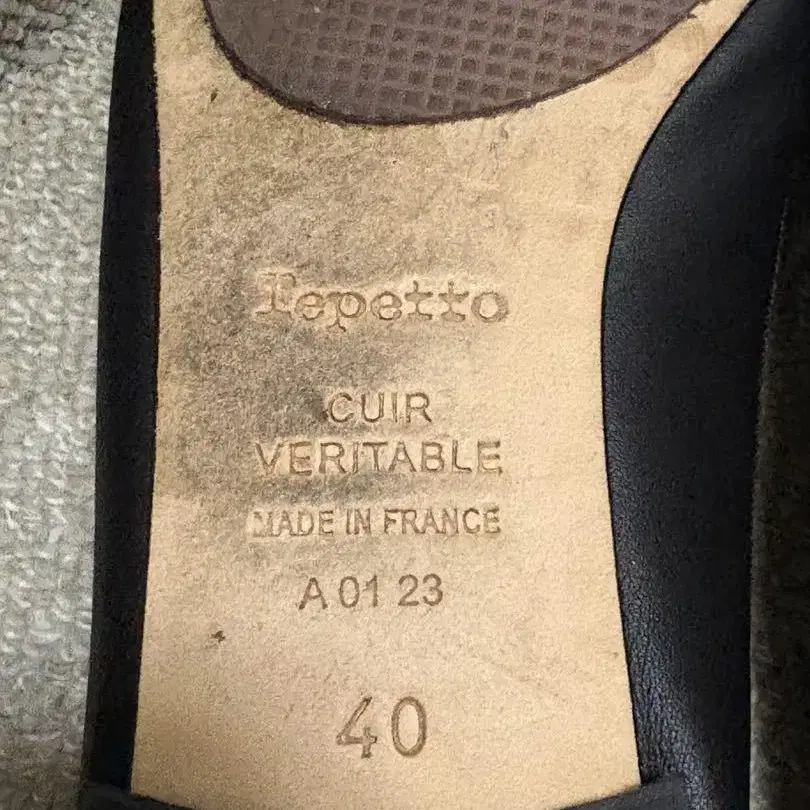 repetto
CUIR
VERITABLE
MADE IN FRANCE
A 01 23
40